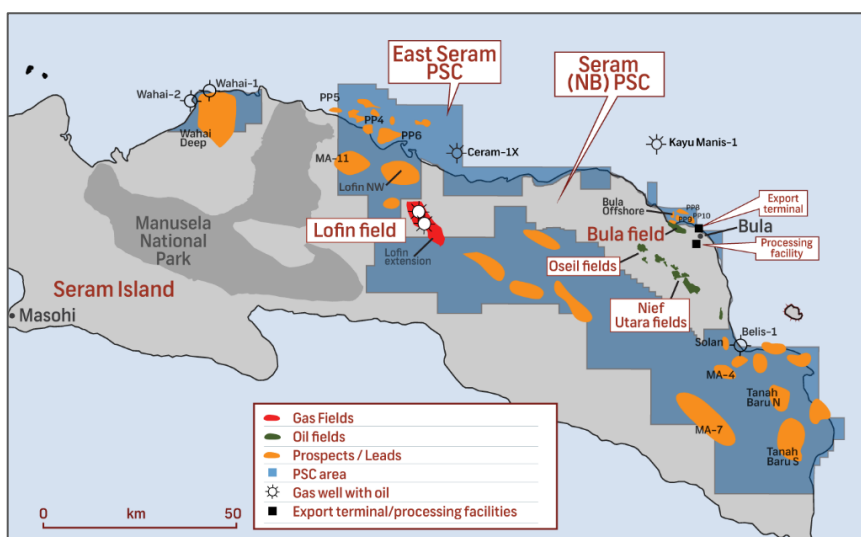 East Seram
PSC
Seram
(NB) PSC
Wahai-2
Wahai-1
Wahai
Deep
PP5
PP4
PP6
MA-11
Lofin NW
Ceram-1X
Kayu Manis-1
Manusela
National
Park
Lofin field
Lofin
extension
Seram Island
Masohi
Bula
Offshore
PP8
PP9
PP10
Export
terminal
Bula field
Bula
Processing
facility
Oseil fields
Nief
Utara fields
Solan
Belis-1
MA-4
Tanah
Baru N
MA-7
Tanah
Baru S
Gas Fields
Oil fields
Prospects / Leads
PSC area
Gas well with oil
Export terminal/processing facilities
0 km 50